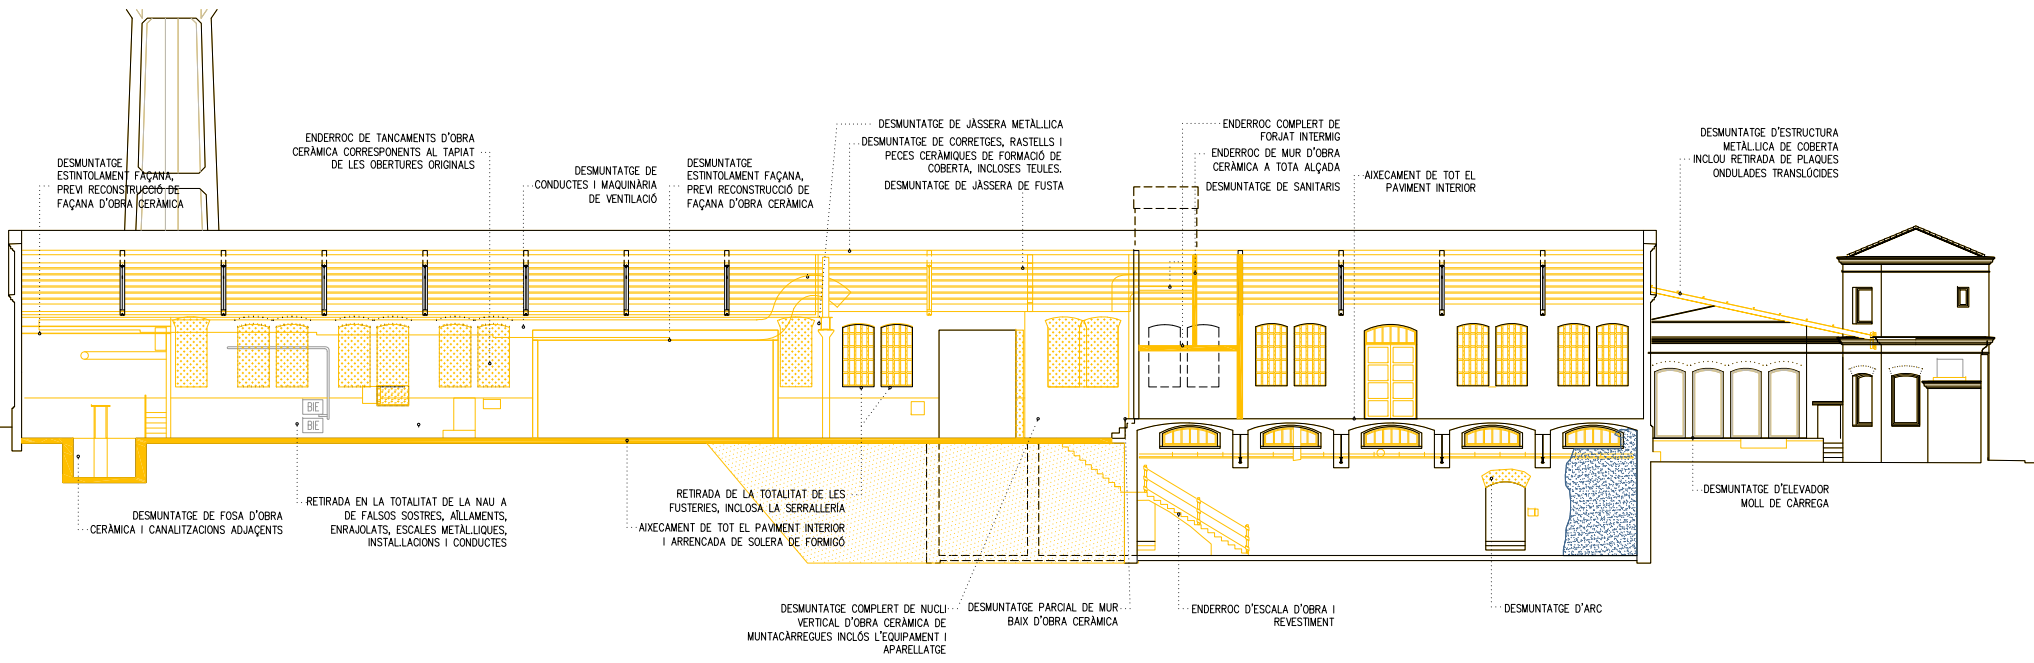 DESMUNTATGE
ESTINTOLAMENT FAÇANA,
PREVI RECONSTRUCCIÓ DE
FAÇANA D'OBRA CERÀMICA
ENDERROC DE TANCAMENTS D'OBRA
CERÀMICA CORRESPONENTS AL TAPIAT
DE LES OBERTURES ORIGINALS
DESMUNTATGE DE
CONDUCTES I MAQUINÀRIA
DE VENTILACIÓ
DESMUNTATGE
ESTINTOLAMENT FAÇANA,
PREVI RECONSTRUCCIÓ DE
FAÇANA D'OBRA CERÀMICA
DESMUNTATGE DE JÀSSERA METÀL.LICA
DESMUNTATGE DE CORRETGES, RASTELLS I
PECES CERÀMIQUES DE FORMACIÓ DE
COBERTA, INCLOSES TEULES.
DESMUNTATGE DE JÀSSERA DE FUSTA
ENDERROC COMPLERT DE
FORJAT INTERMIG
ENDERROC DE MUR D'OBRA
CERÀMICA A TOTA ALÇADA
DESMUNTATGE DE SANITARIS
AIXECAMENT DE TOT EL
PAVIMENT INTERIOR
DESMUNTATGE D'ESTRUCTURA
METÀL.LICA DE COBERTA
INCLOU RETIRADA DE PLAQUES
ONDULADES TRANSLÚCIDES
BIE
BIE
DESMUNTATGE DE FOSA D'OBRA
CERÀMICA I CANALITZACIONS ADJAÇENTS
RETIRADA EN LA TOTALITAT DE LA NAU A
DE FALSOS SOSTRES, AÏLLAMENTS,
ENRAJOLATS, ESCALES METÀL.LIQUES,
INSTAL.LACIONS I CONDUCTES
RETIRADA DE LA TOTALITAT DE LES
FUSTERIES, INCLOSA LA SERRALLERÍA
AIXECAMENT DE TOT EL PAVIMENT INTERIOR
I ARRENCADA DE SOLERA DE FORMIGÓ
DESMUNTATGE COMPLERT DE NUCLI
VERTICAL D'OBRA CERÀMICA DE
MUNTACÀRREGUES INCLÓS L'EQUIPAMENT I
APARELLATGE
DESMUNTATGE PARCIAL DE MUR
BAIX D'OBRA CERÀMICA
ENDERROC D'ESCALA D'OBRA I
REVESTIMENT
DESMUNTATGE D'ARC
DESMUNTATGE D'ELEVADOR
MOLL DE CÀRREGA